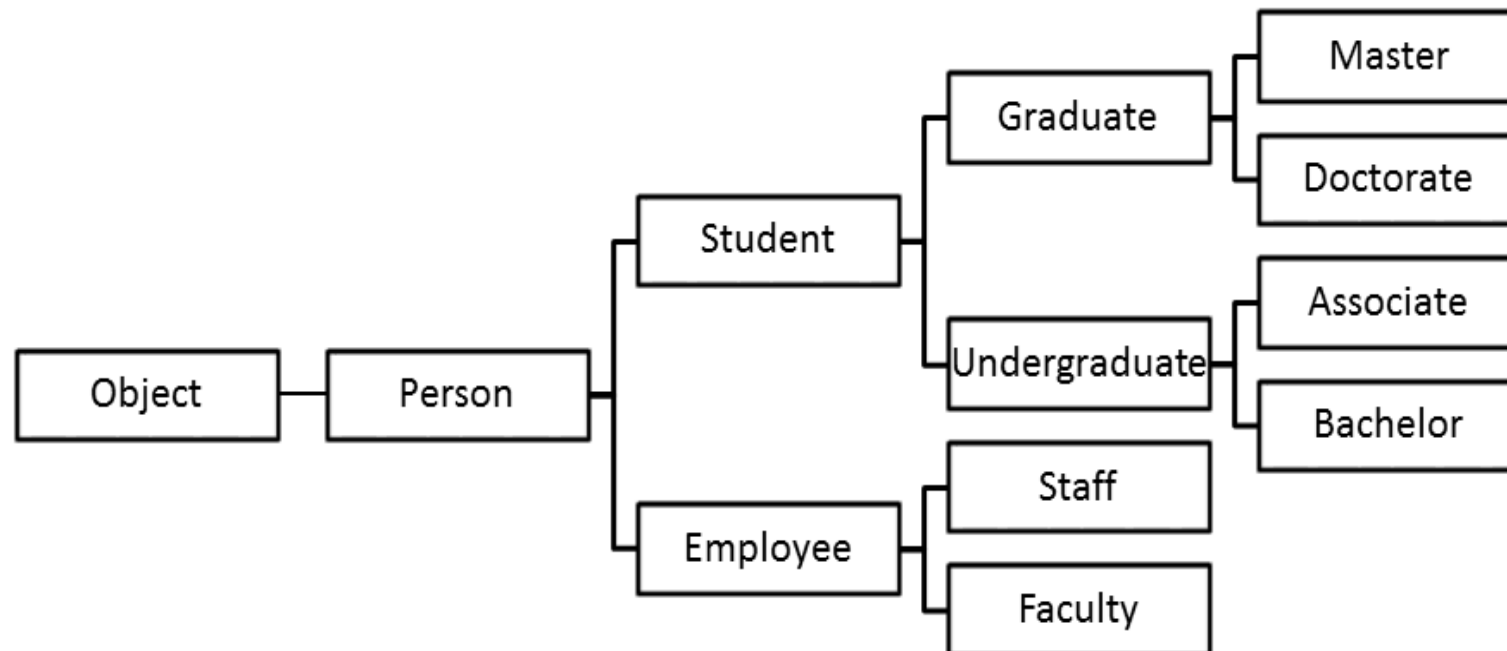 Object
Person
Student
Employee
Graduate
Undergraduate
Staff
Faculty
Master
Doctorate
Associate
Bachelor